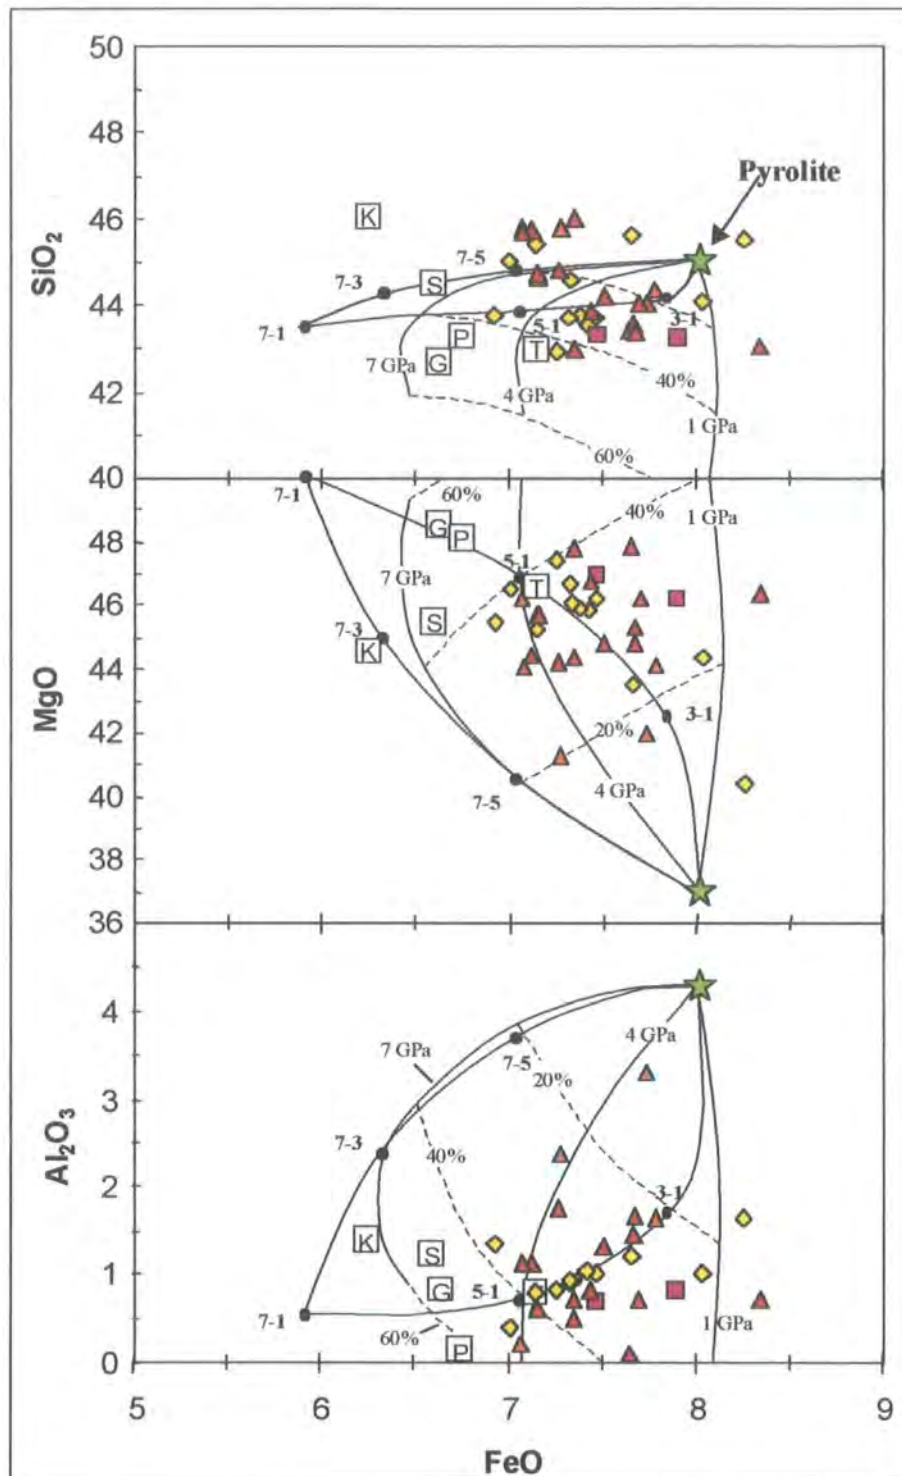 50
48
46
44
42
40
SiO2
Pyrolite
K
7-5
7-3
S
7-1
P
G
T
5-1
3-1
7 GPa
4 GPa
1 GPa
40%
60%
48
46
44
42
40
38
37
36
MgO
7-1
60%
40%
1 GPa
G
P
5-1
T
7 GPa
S
7-3
K
3-1
20%
7-5
4 GPa
4
3
2
1
0
Al2O3
4 GPa
7 GPa
7-5
20%
7-3
40%
3-1
K
S
G
5-1
7-1
60%
P
1 GPa
5 6 7 8 9
FeO